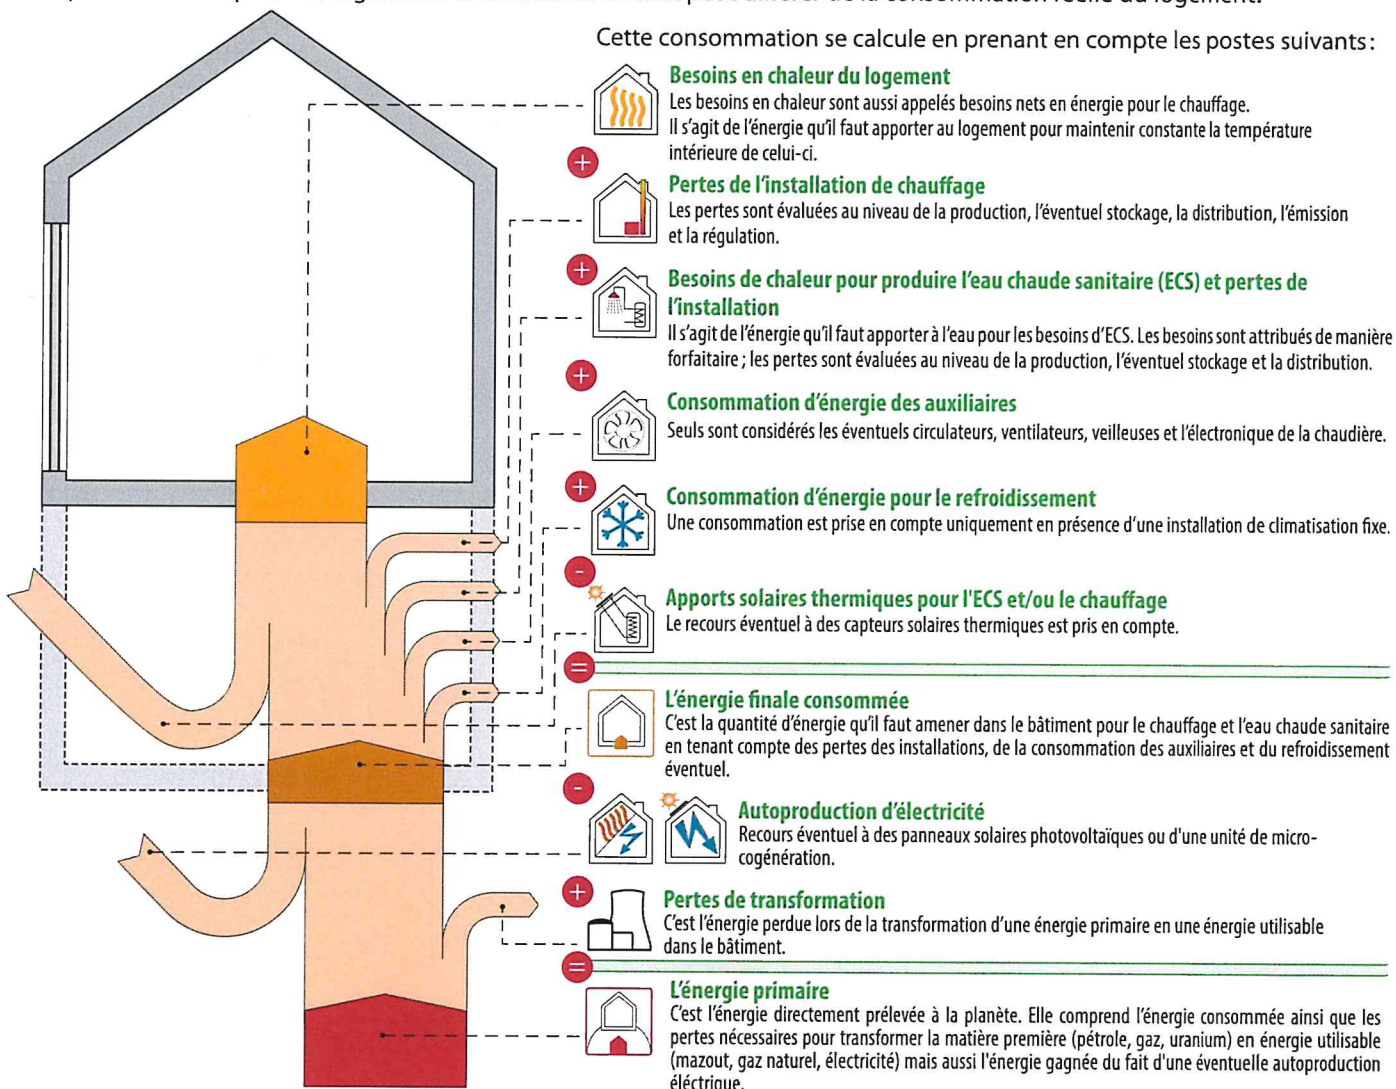 Cette consommation se calcule en prenant en compte les postes suivants :
Besoins en chaleur du logement
Les besoins en chaleur sont aussi appelés besoins nets en énergie pour le chauffage.
Il s'agit de l'énergie qu'il faut apporter au logement pour maintenir constante la température
intérieure de celui-ci.
+
Pertes de l'installation de chauffage
Les pertes sont évaluées au niveau de la production, l'éventuel stockage, la distribution, l'émission
et la régulation.
+
Besoins de chaleur pour produire l'eau chaude sanitaire (ECS) et pertes de
l'installation
Il s'agit de l'énergie qu'il faut apporter à l'eau pour les besoins d'ECS. Les besoins sont attribués de manière
forfaitaire ; les pertes sont évaluées au niveau de la production, l'éventuel stockage et la distribution.
+
Consommation d'énergie des auxiliaires
Seuls sont considérés les éventuels circulateurs, ventilateurs, veilleuses et l'électronique de la chaudière.
+
Consommation d'énergie pour le refroidissement
Une consommation est prise en compte uniquement en présence d'une installation de climatisation fixe.
-
Apports solaires thermiques pour l'ECS et/ou le chauffage
Le recours éventuel à des capteurs solaires thermiques est pris en compte.
=
L'énergie finale consommée
C'est la quantité d'énergie qu'il faut amener dans le bâtiment pour le chauffage et l'eau chaude sanitaire
en tenant compte des pertes des installations, de la consommation des auxiliaires et du refroidissement
éventuel.
-
Autoproduction d'électricité
Recours éventuel à des panneaux solaires photovoltaïques ou d'une unité de micro-
cogénération.
+
Pertes de transformation
C'est l'énergie perdue lors de la transformation d'une énergie primaire en une énergie utilisable
dans le bâtiment.
=
L'énergie primaire
C'est l'énergie directement prélevée à la planète. Elle comprend l'énergie consommée ainsi que les
pertes nécessaires pour transformer la matière première (pétrole, gaz, uranium) en énergie utilisable
(mazout, gaz naturel, électricité) mais aussi l'énergie gagnée du fait d'une éventuelle autoproduction
éléctrique.